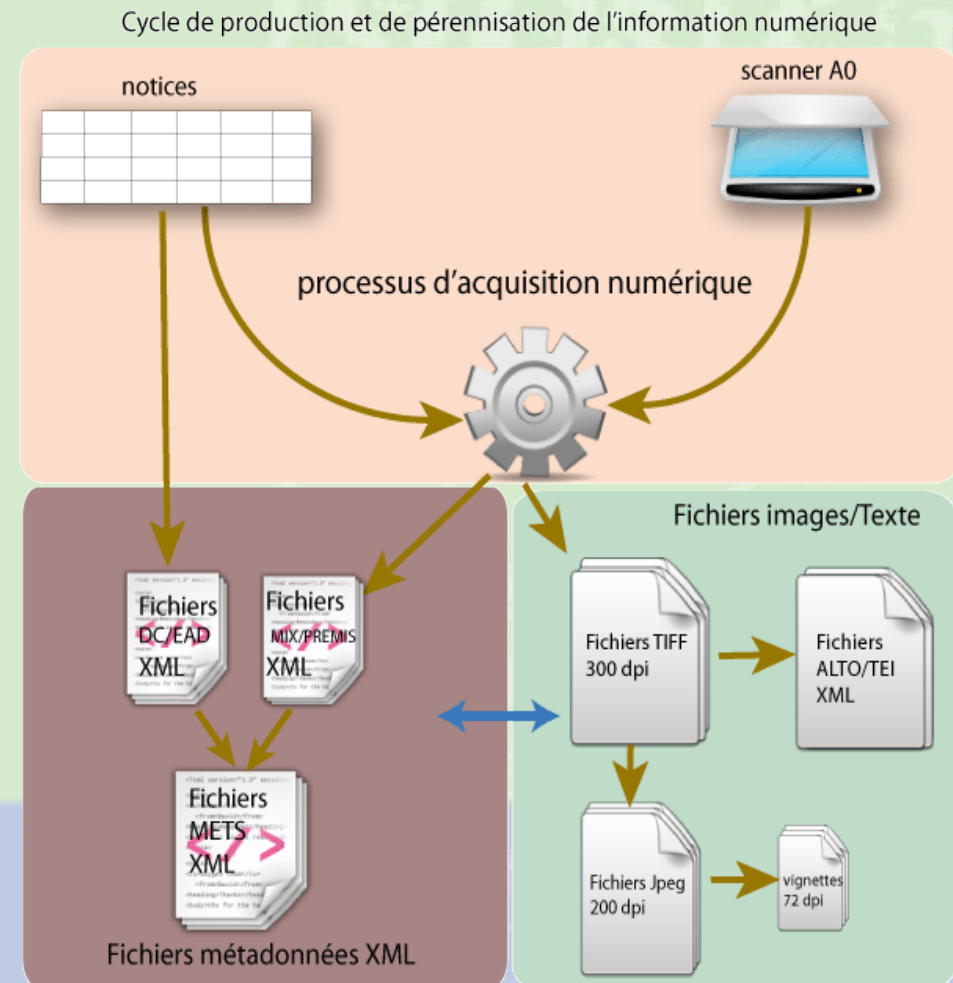 Cycle de production et de pérennisation de l'information numérique
notices
scanner A0
processus d'acquisition numérique
Fichiers
DC/EAD
XML
Fichiers
MIX/PREMIS
XML
Fichiers
METS
XML
Fichiers métadonnées XML
Fichiers images/Texte
Fichiers TIFF
300 dpi
Fichiers
ALTO/TEI
XML
Fichiers Jpeg
200 dpi
vignettes
72 dpi